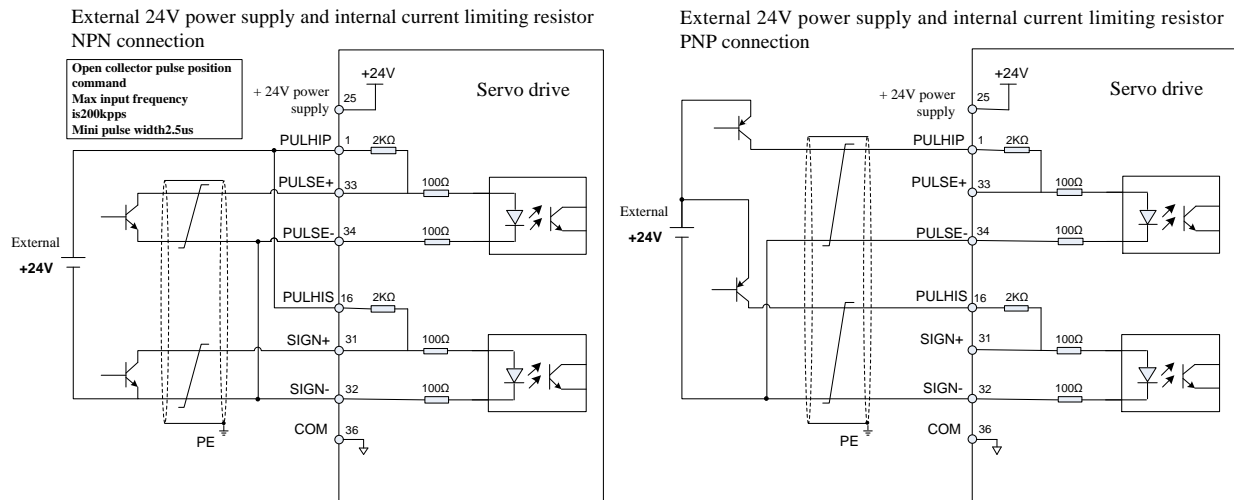 External 24V power supply and internal current limiting resistor
NPN connection
Open collector pulse position
command
Max input frequency
is200kpps
Mini pulse width2.5us
+24V
+ 24V power
supply
25
Servo drive
PULHIP
1
2KΩ
PULSE+
33
100Ω
PULSE-
34
100Ω
External
+24V
PULHIS
16
2KΩ
SIGN+
31
100Ω
SIGN-
32
100Ω
COM
36
PE
External 24V power supply and internal current limiting resistor
PNP connection
+24V
+ 24V power
supply
25
Servo drive
PULHIP
1
2KΩ
PULSE+
33
100Ω
External
+24V
PULSE-
34
100Ω
PULHIS
16
2KΩ
SIGN+
31
100Ω
SIGN-
32
100Ω
COM
36
PE